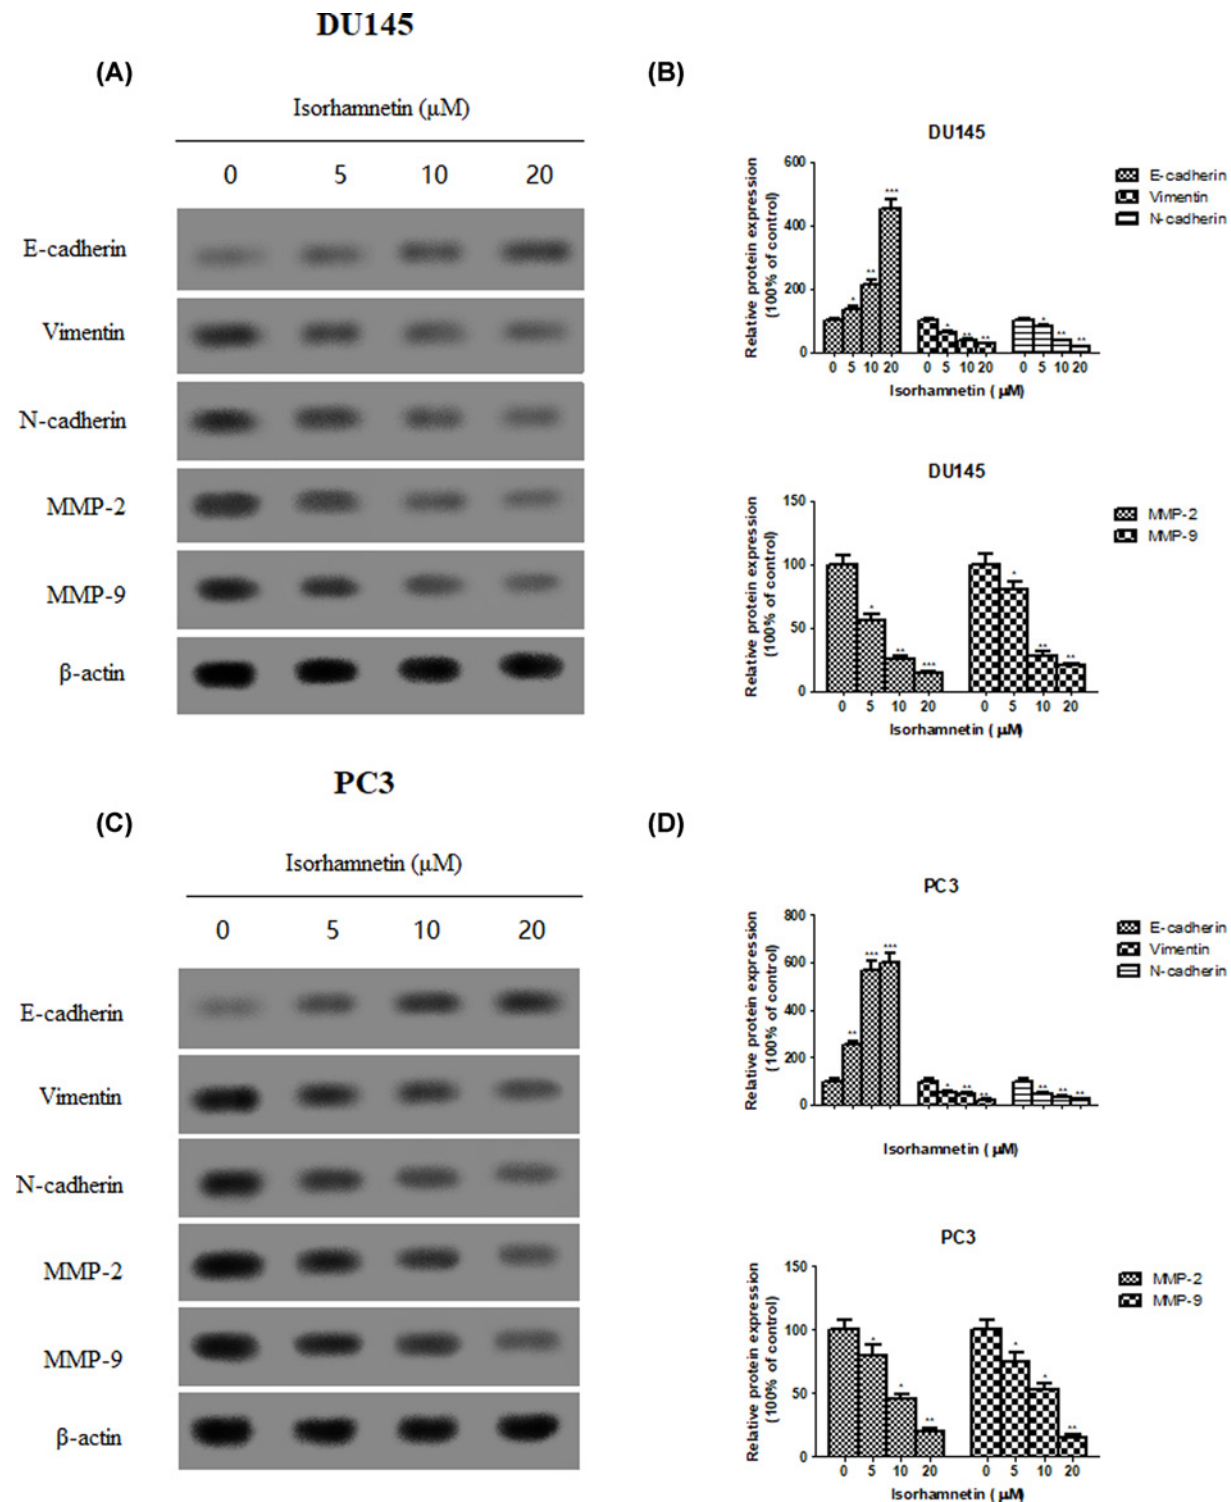 DU145
(A)
Isorhamnetin (µM)
0 5 10 20
E-cadherin
Vimentin
N-cadherin
MMP-2
MMP-9
β-actin
(B)
DU145
Relative protein expression
(100% of control)
600
400
200
0
* ** *** * ** ** * ** **
0 5 10 20 0 5 10 20 0 5 10 20
Isorhamnetin ( µM)
E-cadherin
Vimentin
N-cadherin
DU145
Relative protein expression
(100% of control)
150
100
50
0
* ** *** * ** **
0 5 10 20 0 5 10 20
Isorhamnetin ( µM)
MMP-2
MMP-9
PC3
(C)
Isorhamnetin (µM)
0 5 10 20
E-cadherin
Vimentin
N-cadherin
MMP-2
MMP-9
β-actin
(D)
PC3
Relative protein expression
(100% of control)
800
600
400
200
0
** *** *** * ** ** ** ** **
Isorhamnetin ( µM)
E-cadherin
Vimentin
N-cadherin
PC3
Relative protein expression
(100% of control)
150
100
50
0
* * ** * * **
0 5 10 20 0 5 10 20
Isorhamnetin ( µM)
MMP-2
MMP-9